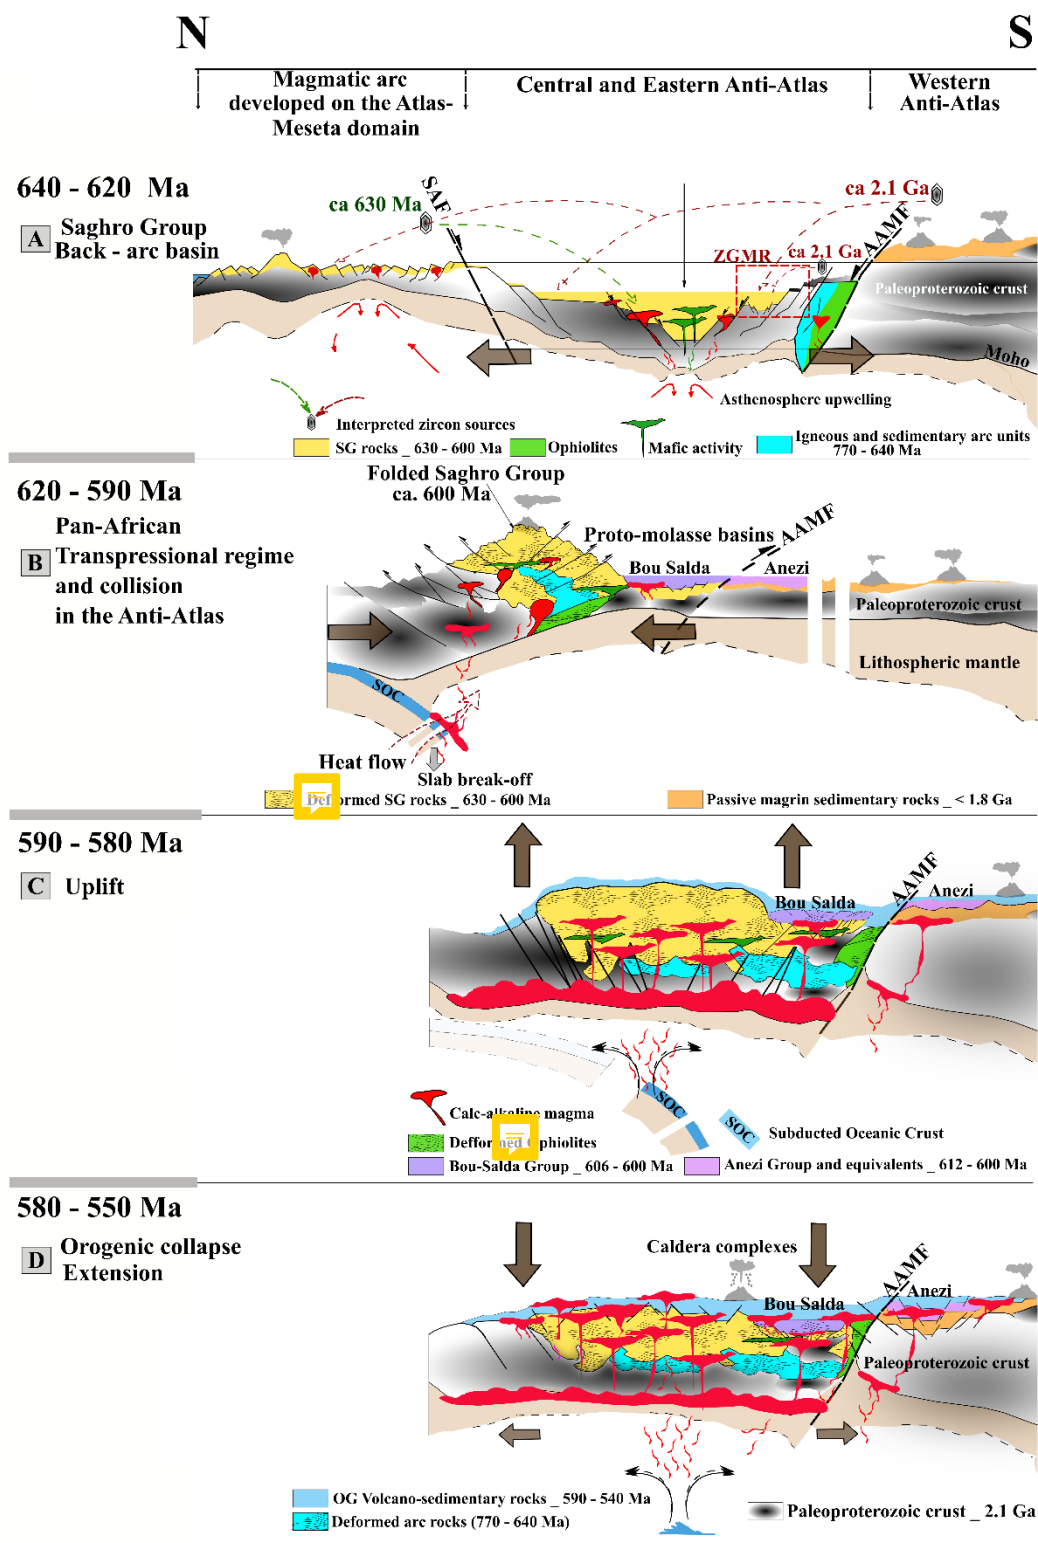 N
S
Magmatic arc
developed on the Atlas-
Meseta domain
Central and Eastern Anti-Atlas
Western
Anti-Atlas
640 - 620 Ma
A
Saghro Group
Back - arc basin
ca 630 Ma
SAF
ca 2.1 Ga
AAMF
ZGMR
ca 2.1 Ga
Paleoproterozoic crust
Moho
Asthenosphere upwelling
Interpreted zircon sources
SG rocks _ 630 - 600 Ma
Ophiolites
Mafic activity
Igneous and sedimentary arc units
770 - 640 Ma
620 - 590 Ma
B
Pan-African
Transpressional regime
and collision
in the Anti-Atlas
Folded Saghro Group
ca. 600 Ma
Proto-molasse basins
AAMF
Bou Salda
Anezi
Paleoproterozoic crust
Lithospheric mantle
SOC
Heat flow
Slab break-off
Deformed SG rocks _ 630 - 600 Ma
Passive magrin sedimentary rocks _ < 1.8 Ga
590 - 580 Ma
C
Uplift
Bou Salda
AAMF
Anezi
SOC
Calc-alkaline magma
SOC
Subducted Oceanic Crust
Defformed Ophiolites
Bou-Salda Group _ 606 - 600 Ma
Anezi Group and equivalents _ 612 - 600 Ma
580 - 550 Ma
D
Orogenic collapse
Extension
Caldera complexes
AAMF
Bou Salda
Anezi
Paleoproterozoic crust
OG Volcano-sedimentary rocks _ 590 - 540 Ma
Deformed arc rocks (770 - 640 Ma)
Paleoproterozoic crust _ 2.1 Ga